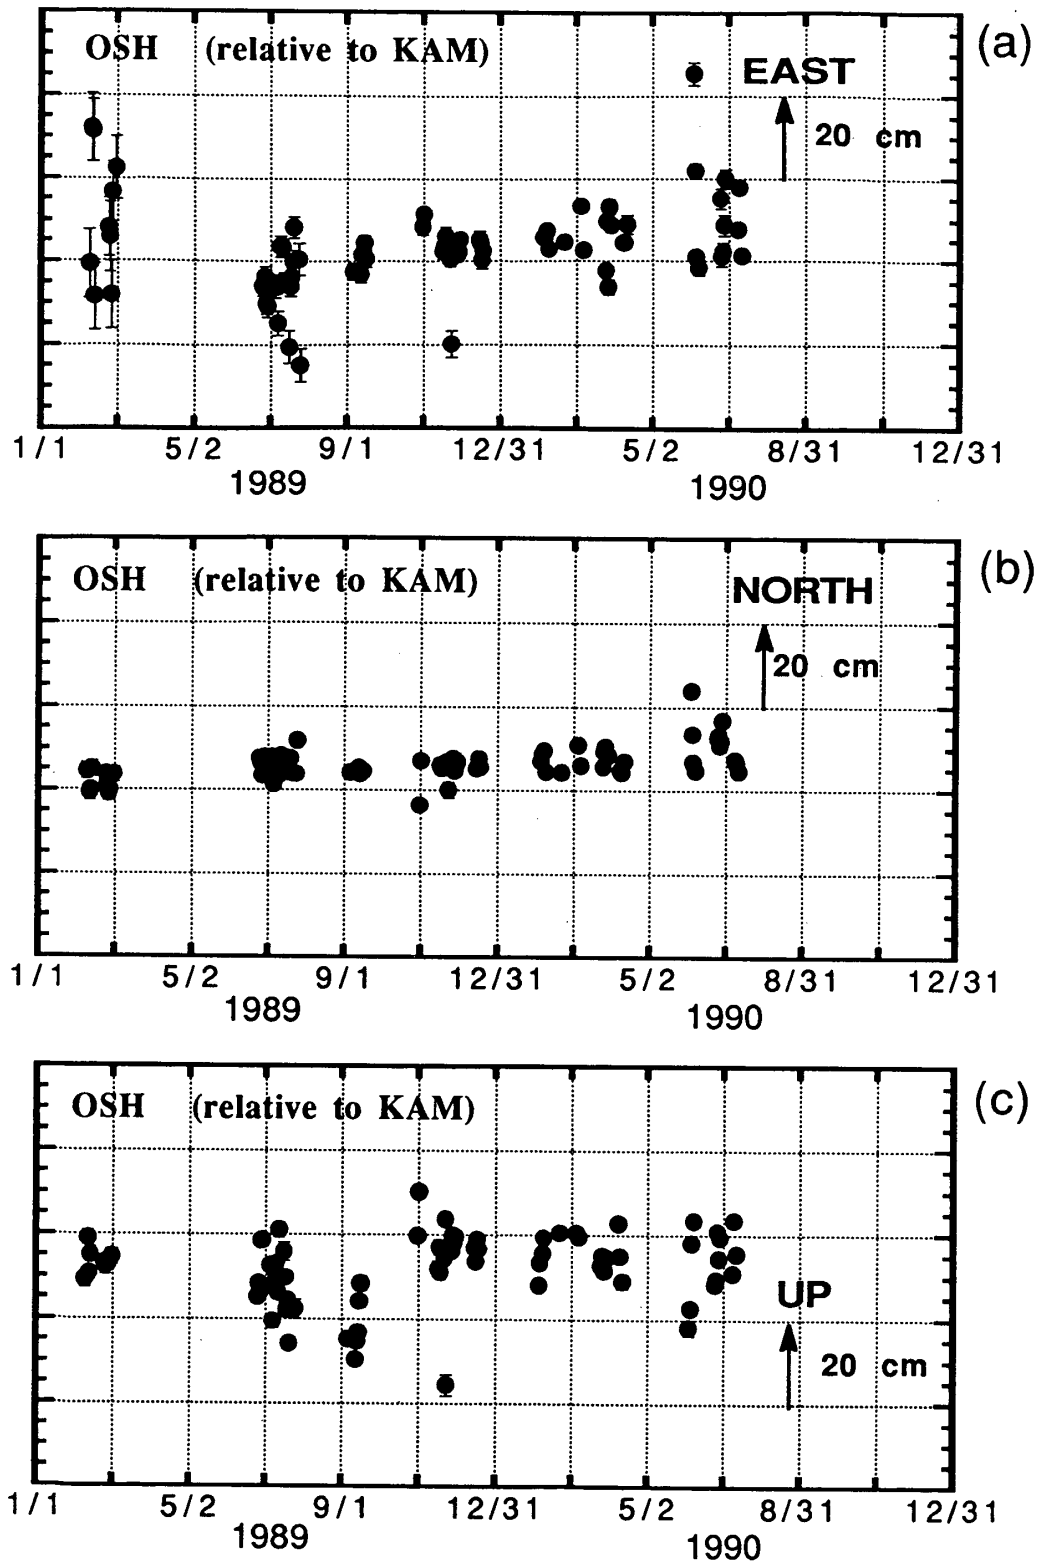 (a)
OSH (relative to KAM)
EAST
20 cm
1/1 5/2 9/1 12/31 5/2 8/31 12/31
1989 1990
(b)
OSH (relative to KAM)
NORTH
20 cm
1/1 5/2 9/1 12/31 5/2 8/31 12/31
1989 1990
(c)
OSH (relative to KAM)
UP
20 cm
1/1 5/2 9/1 12/31 5/2 8/31 12/31
1989 1990